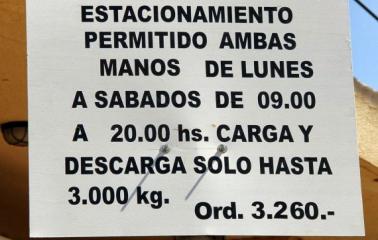 ESTACIONAMIENTO
PERMITIDO AMBAS
MANOS DE LUNES
A SABADOS DE 09.00
A 20.00 hs. CARGA Y
DESCARGA SOLO HASTA
3.000 kg.
Ord. 3.260.-